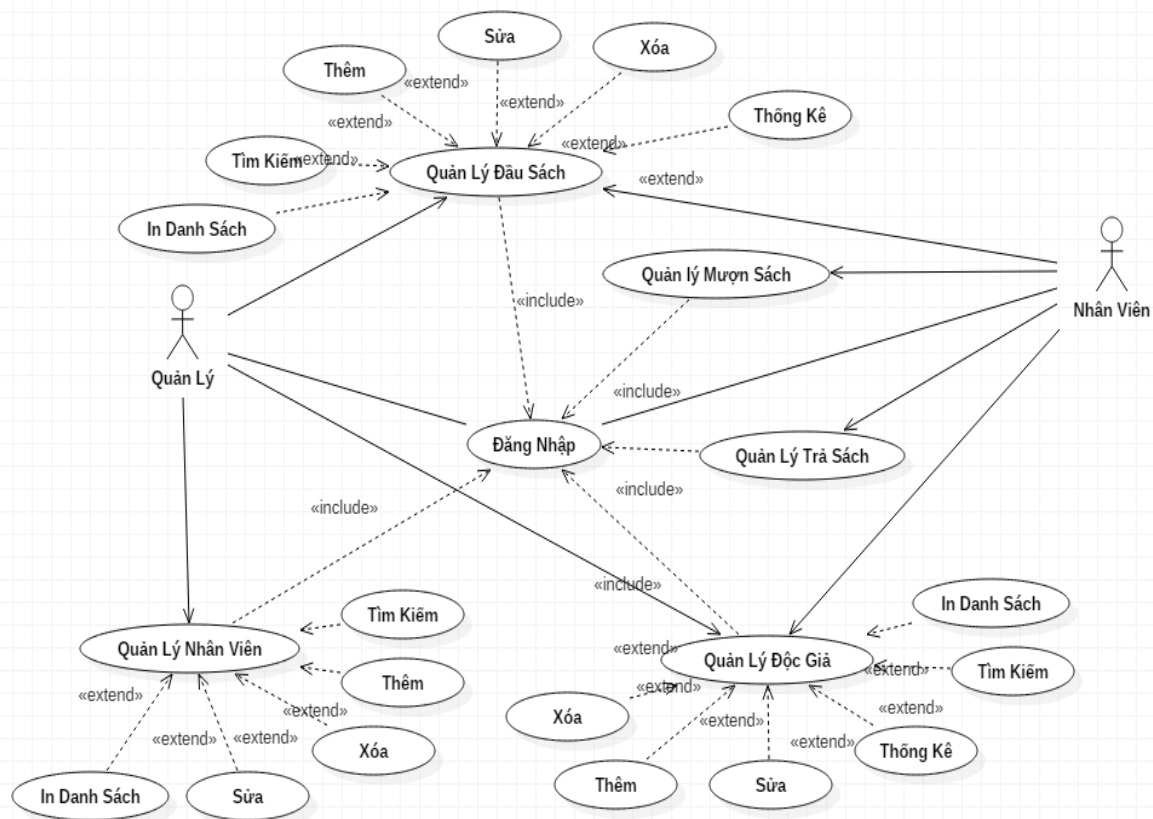 Sửa
Xóa
Thêm
«extend»
«extend»
Thống Kê
«extend»
«extend»
Tìm Kiếm
«extend»
Quản Lý Đầu Sách
«extend»
In Danh Sách
Quản lý Mượn Sách
«include»
Nhân Viên
Quản Lý
«include»
Đăng Nhập
Quản Lý Trả Sách
«include»
«include»
«include»
In Danh Sách
Tìm Kiếm
Quản Lý Nhân Viên
«extend»
Quản Lý Độc Giả
«extend»
Tìm Kiếm
Thêm
«extend»
«extend»
«extend»
«extend»
Xóa
«extend»
«extend»
«extend»
«extend»
Xóa
Thống Kê
Thêm
Sửa
In Danh Sách
Sửa